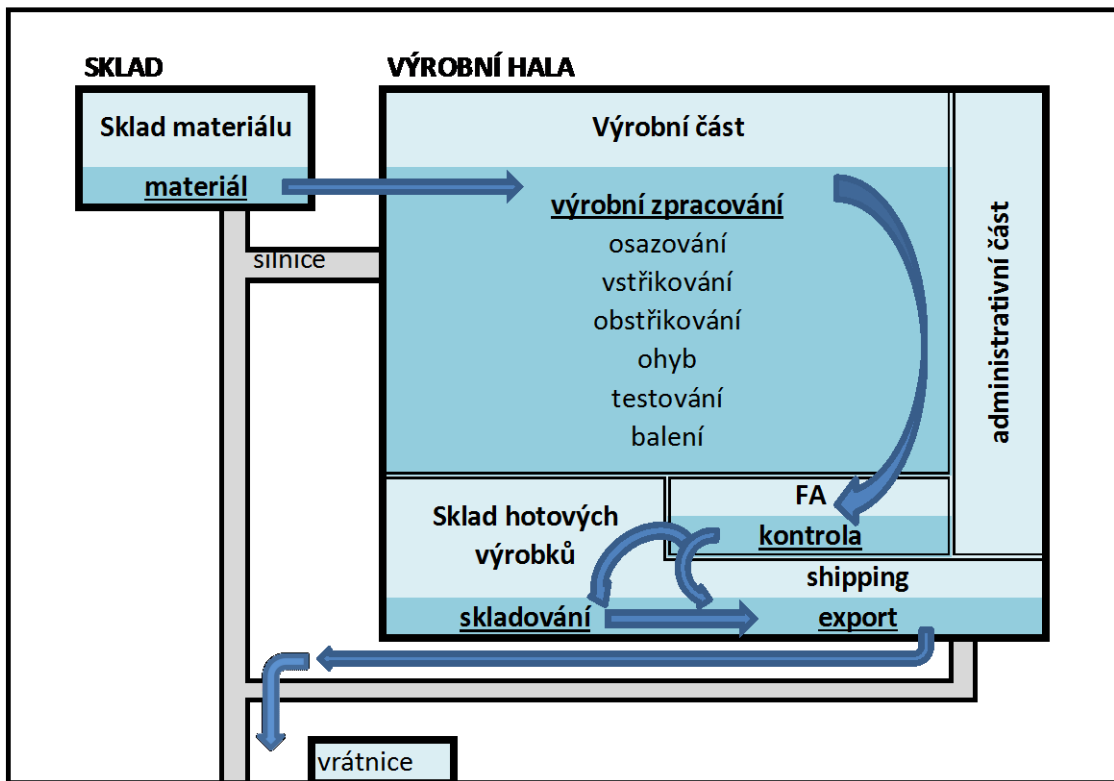 SKLAD
VÝROBNÍ HALA
Sklad materiálu
materiál
Výrobní část
výrobní zpracování
osazování
vstřikování
obstřikování
ohyb
testování
balení
silnice
administrativní část
FA
kontrola
Sklad hotových
výrobků
skladování
shipping
export
vrátnice